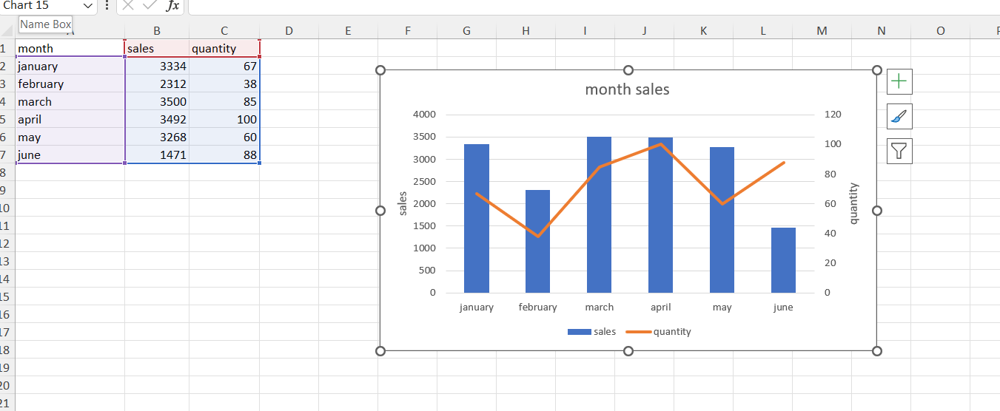 Chart 15 fx
Name Box
A B C D E F G H I J K L M N O
1 month sales quantity
2 january 3334 67
3 february 2312 38
4 march 3500 85
5 april 3492 100
6 may 3268 60
7 june 1471 88
8
9
10
11
12
13
14
15
16
17
18
19
20
21
month sales
4000 120
3500 100
3000
2500 80
2000 60
1500 40
1000
500 20
0 0
sales
quantity
january february march april may june
sales quantity